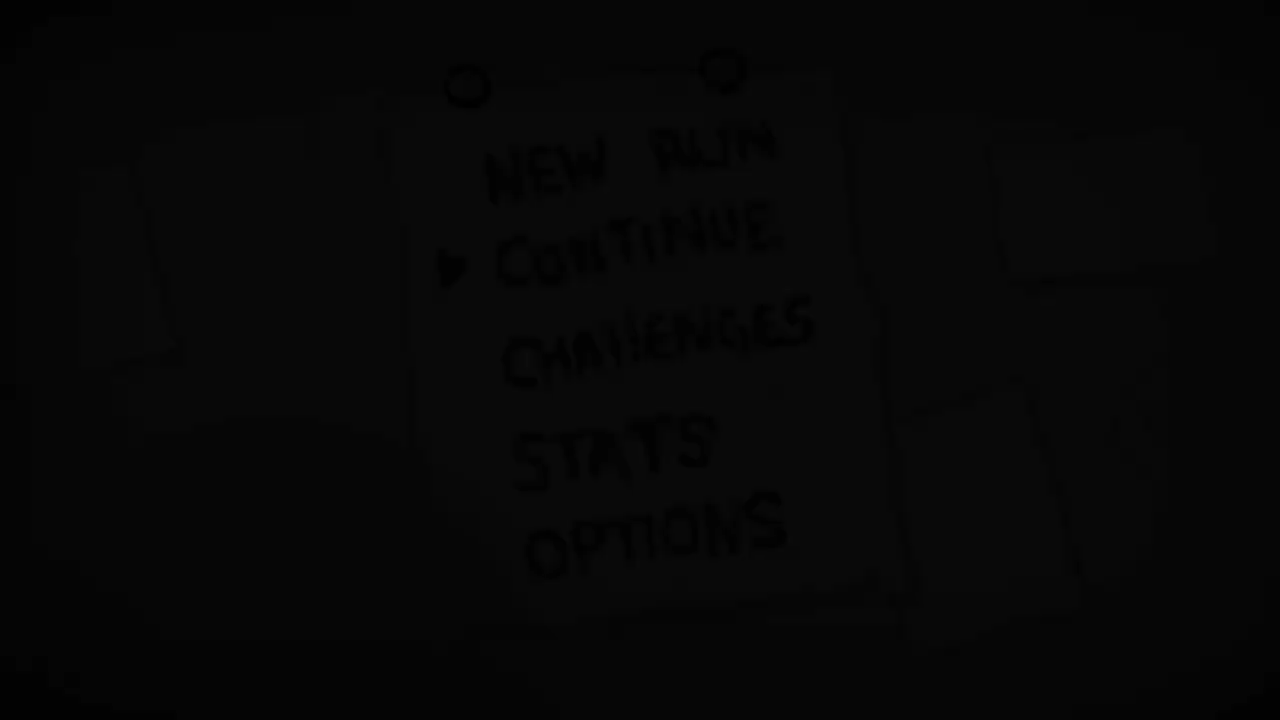 NEW RUN
CONTINUE
CHALLENGES
STATS
OPTIONS